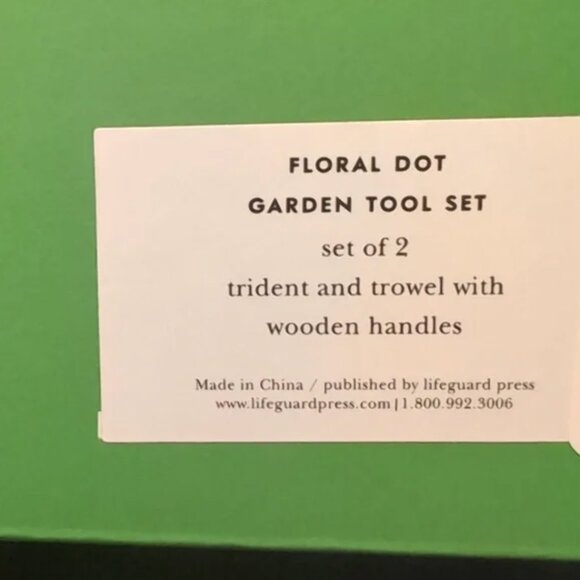 FLORAL DOT
GARDEN TOOL SET
set of 2
trident and trowel with
wooden handles
Made in China / published by lifeguard press
www.lifeguardpress.com | 1.800.992.3006